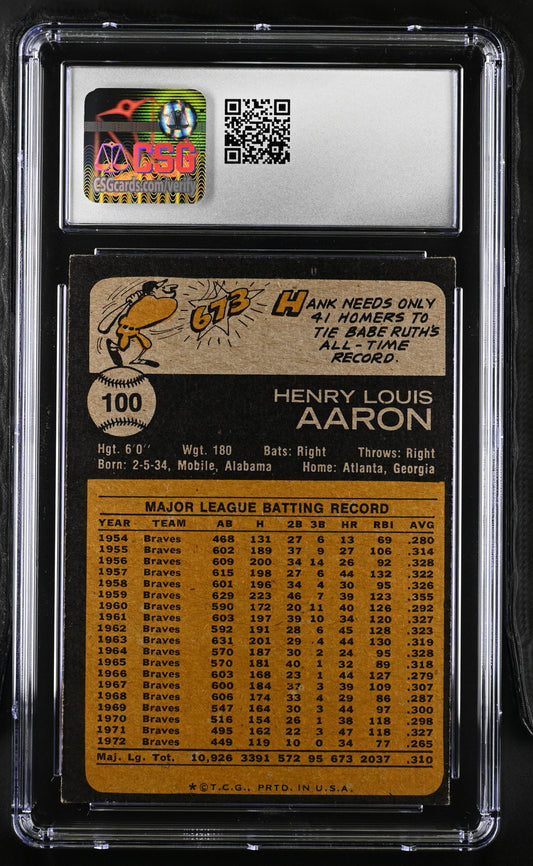 CSG
CSGcards.com/verify
673
HANK NEEDS ONLY
41 HOMERS TO
TIE BABE RUTH'S
ALL-TIME
RECORD.
100
HENRY LOUIS
AARON
Hgt. 6'0'' Wgt. 180 Bats: Right Throws: Right
Born: 2-5-34, Mobile, Alabama Home: Atlanta, Georgia
MAJOR LEAGUE BATTING RECORD
YEAR TEAM AB H 2B 3B HR RBI AVG
1954 Braves 468 131 27 6 13 69 .280
1955 Braves 602 189 37 9 27 106 .314
1956 Braves 609 200 34 14 26 92 .328
1957 Braves 615 198 27 6 44 132 .322
1958 Braves 601 196 34 4 30 95 .326
1959 Braves 629 223 46 7 39 123 .355
1960 Braves 590 172 20 11 40 126 .292
1961 Braves 603 197 39 10 34 120 .327
1962 Braves 592 191 28 6 45 128 .323
1963 Braves 631 201 29 4 44 130 .319
1964 Braves 570 187 30 2 24 95 .328
1965 Braves 570 181 40 1 32 89 .318
1966 Braves 603 168 23 1 44 127 .279
1967 Braves 600 184 37 3 39 109 .307
1968 Braves 606 174 33 4 29 86 .287
1969 Braves 547 164 30 3 44 97 .300
1970 Braves 516 154 26 1 38 118 .298
1971 Braves 495 162 22 3 47 118 .327
1972 Braves 449 119 10 0 34 77 .265
Maj. Lg. Tot. 10,926 3391 572 95 673 2037 .310
*©T.C.G., PRTD. IN U.S.A.